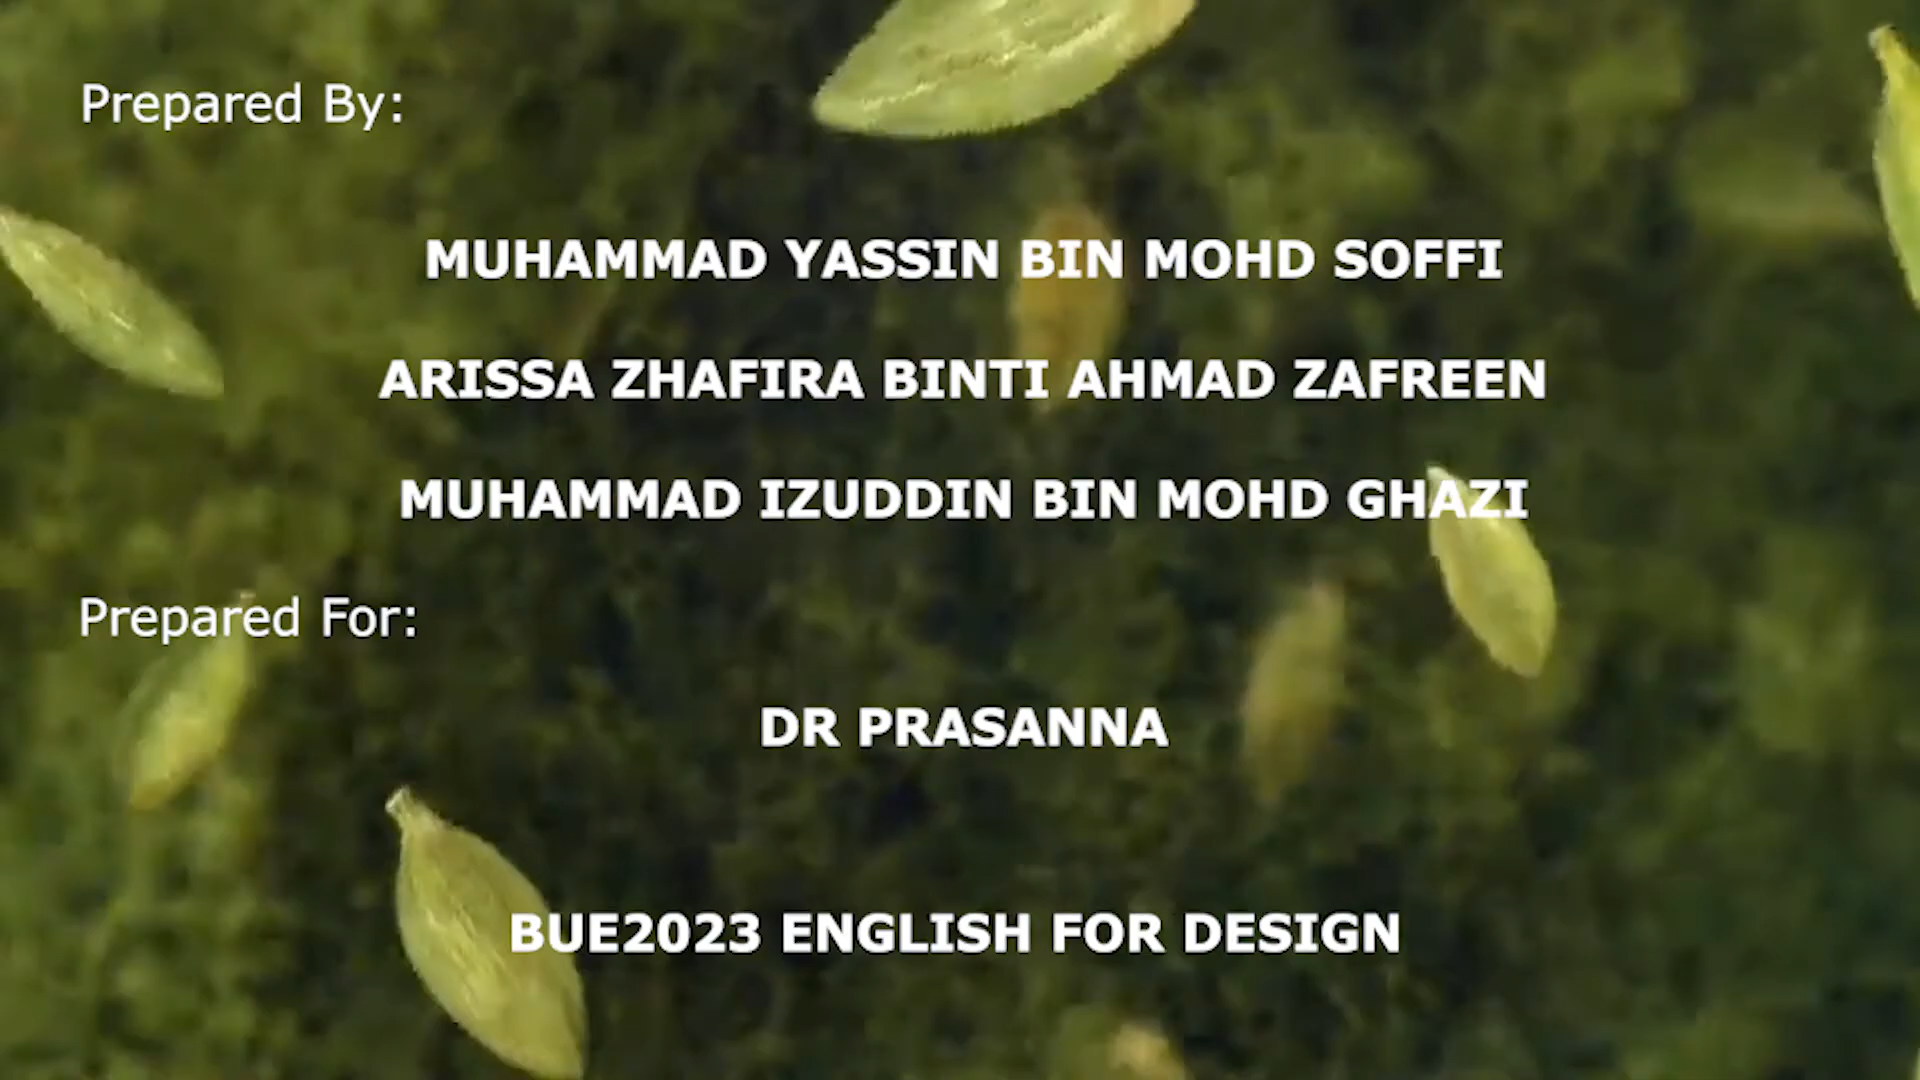 Prepared By:
MUHAMMAD YASSIN BIN MOHD SOFFI
ARISSA ZHAFIRA BINTI AHMAD ZAFREEN
MUHAMMAD IZUDDIN BIN MOHD GHAZI
Prepared For:
DR PRASANNA
BUE2023 ENGLISH FOR DESIGN